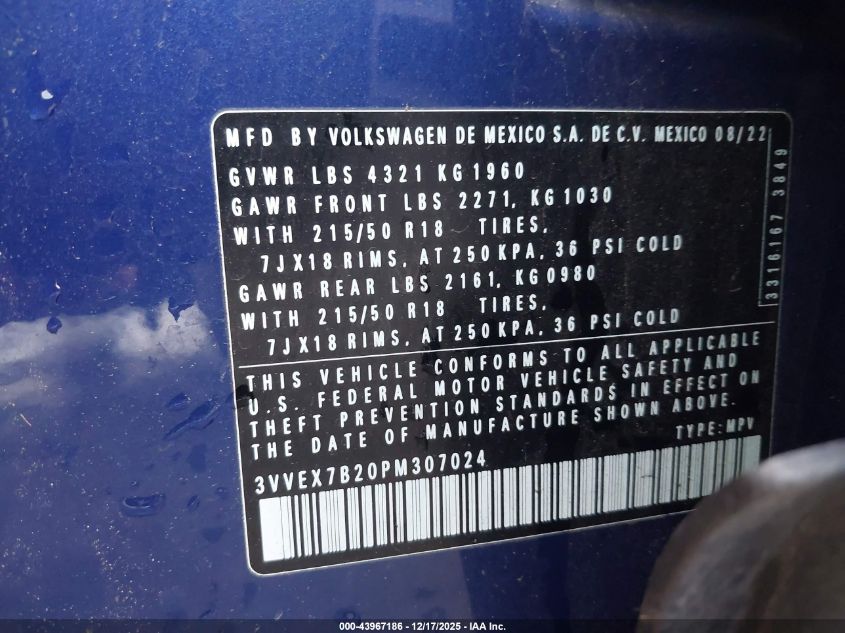 MFD BY VOLKSWAGEN DE MEXICO S.A. DE C.V. MEXICO 08/22
GVWR LBS 4321 KG 1960
GAWR FRONT LBS 2271, KG 1030
WITH 215/50 R18 TIRES,
7JX18 RIMS, AT 250 KPA, 36 PSI COLD
GAWR REAR LBS 2161, KG 0980
WITH 215/50 R18 TIRES,
7JX18 RIMS, AT 250 KPA, 36 PSI COLD
3316167 3849
THIS VEHICLE CONFORMS TO ALL APPLICABLE
U.S. FEDERAL MOTOR VEHICLE SAFETY AND
THEFT PREVENTION STANDARDS IN EFFECT ON
THE DATE OF MANUFACTURE SHOWN ABOVE.
TYPE: MPV
3VVEX7B20PM307024
000-43967186 - 12/17/2025 - IAA Inc.